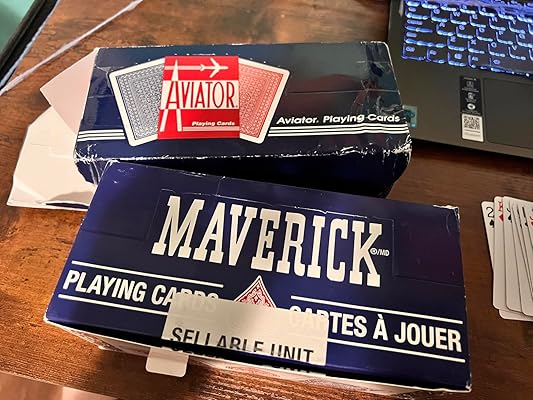 AVIATOR®
Playing Cards
Aviator® Playing Cards
MAVERICK®/MD
PLAYING CARDS
CARTES À JOUER
SELLABLE UNIT